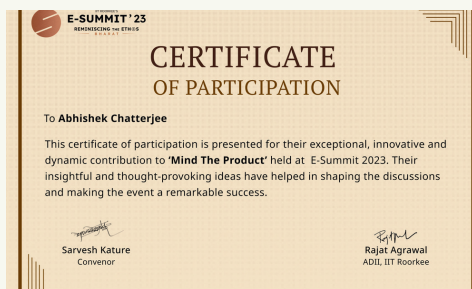 E-SUMMIT'23
REMINISCING THE ETHOS
BHARAT
CERTIFICATE
OF PARTICIPATION
To Abhishek Chatterjee
This certificate of participation is presented for their exceptional, innovative and
dynamic contribution to ‘Mind The Product’ held at E-Summit 2023. Their
insightful and thought-provoking ideas have helped in shaping the discussions
and making the event a remarkable success.
Sarvesh Kature
Convenor
Rajat Agrawal
ADII, IIT Roorkee